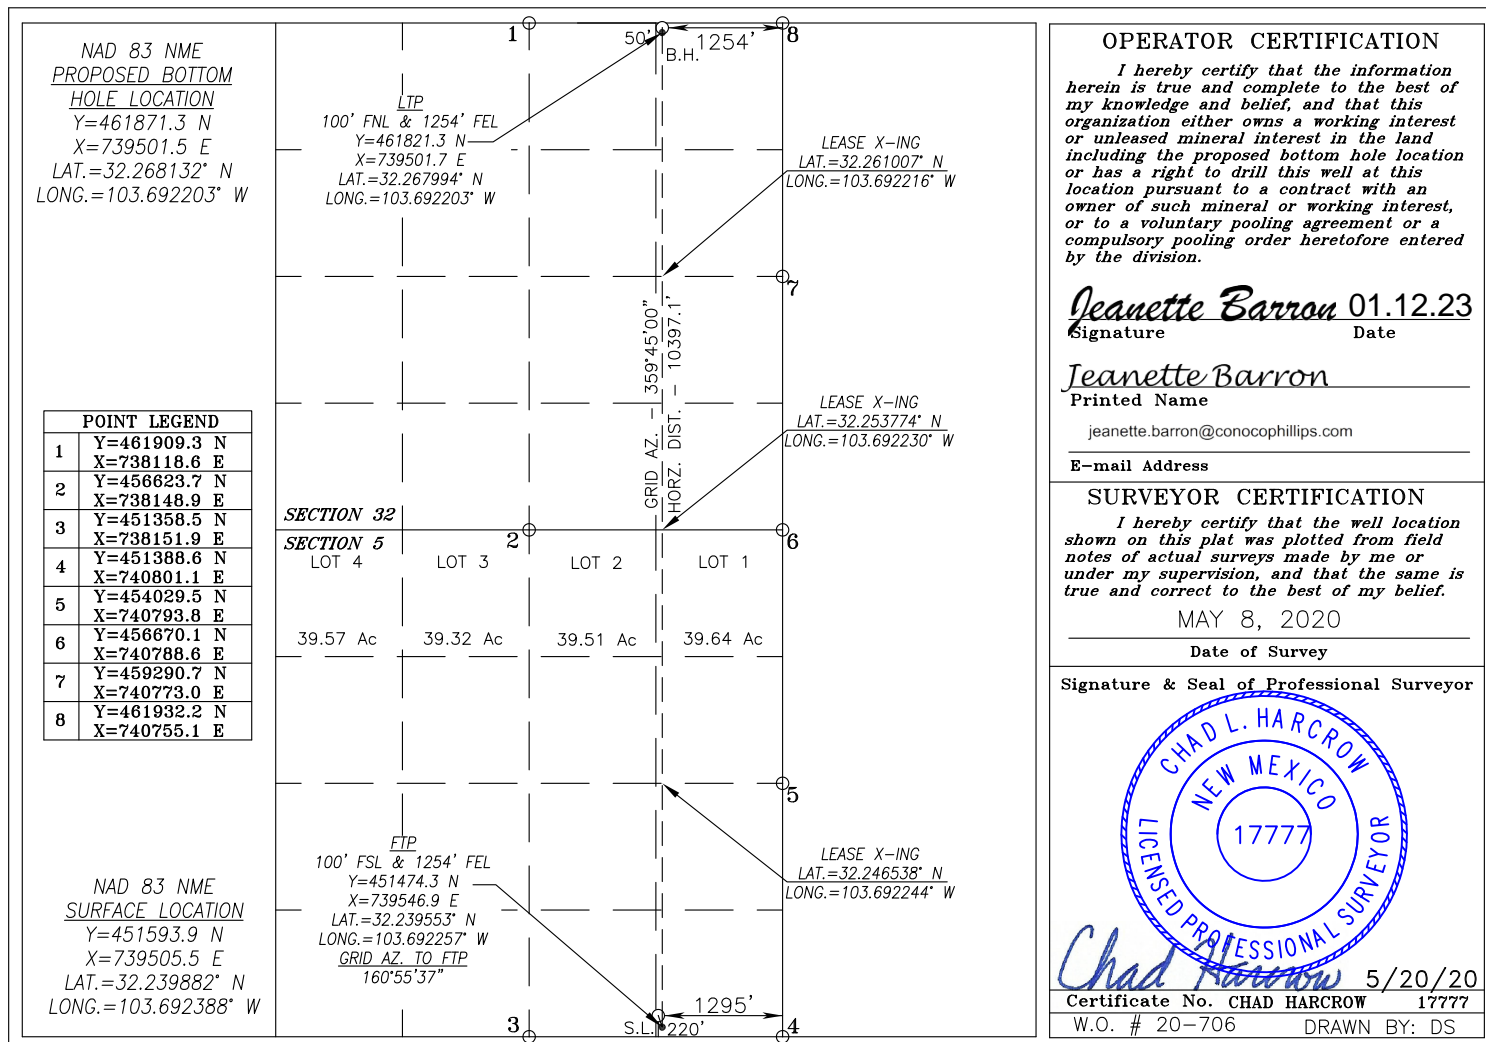 NAD 83 NME
PROPOSED BOTTOM
HOLE LOCATION
Y=461871.3 N
X=739501.5 E
LAT.=32.268132° N
LONG.=103.692203° W
POINT LEGEND
1 Y=461909.3 N
X=738118.6 E
2 Y=456623.7 N
X=738148.9 E
3 Y=451358.5 N
X=738151.9 E
4 Y=451388.6 N
X=740801.1 E
5 Y=454029.5 N
X=740793.8 E
6 Y=456670.1 N
X=740788.6 E
7 Y=459290.7 N
X=740773.0 E
8 Y=461932.2 N
X=740755.1 E
NAD 83 NME
SURFACE LOCATION
Y=451593.9 N
X=739505.5 E
LAT.=32.239882° N
LONG.=103.692388° W
1
50'
1254'
8
B.H.
LTP
100' FNL & 1254' FEL
Y=461821.3 N
X=739501.7 E
LAT.=32.267994° N
LONG.=103.692203° W
LEASE X-ING
LAT.=32.261007° N
LONG.=103.692216° W
7
GRID AZ. - 359°45'00"
HORZ. DIST. - 10397.1'
LEASE X-ING
LAT.=32.253774° N
LONG.=103.692230° W
SECTION 32
SECTION 5
2
6
LOT 4 LOT 3 LOT 2 LOT 1
39.57 Ac 39.32 Ac 39.51 Ac 39.64 Ac
5
LEASE X-ING
LAT.=32.246538° N
LONG.=103.692244° W
FTP
100' FSL & 1254' FEL
Y=451474.3 N
X=739546.9 E
LAT.=32.239553° N
LONG.=103.692257° W
GRID AZ. TO FTP
160°55'37"
1295'
3
S.L.
220'
4
OPERATOR CERTIFICATION
I hereby certify that the information
herein is true and complete to the best of
my knowledge and belief, and that this
organization either owns a working interest
or unleased mineral interest in the land
including the proposed bottom hole location
or has a right to drill this well at this
location pursuant to a contract with an
owner of such mineral or working interest,
or to a voluntary pooling agreement or a
compulsory pooling order heretofore entered
by the division.
Jeanette Barron 01.12.23
Signature Date
Jeanette Barron
Printed Name
jeanette.barron@conocophillips.com
E-mail Address
SURVEYOR CERTIFICATION
I hereby certify that the well location
shown on this plat was plotted from field
notes of actual surveys made by me or
under my supervision, and that the same is
true and correct to the best of my belief.
MAY 8, 2020
Date of Survey
Signature & Seal of Professional Surveyor
CHAD L. HARCROW
NEW MEXICO
17777
LICENSED PROFESSIONAL SURVEYOR
Chad Harcrow 5/20/20
Certificate No. CHAD HARCROW 17777
W.O. # 20-706 DRAWN BY: DS